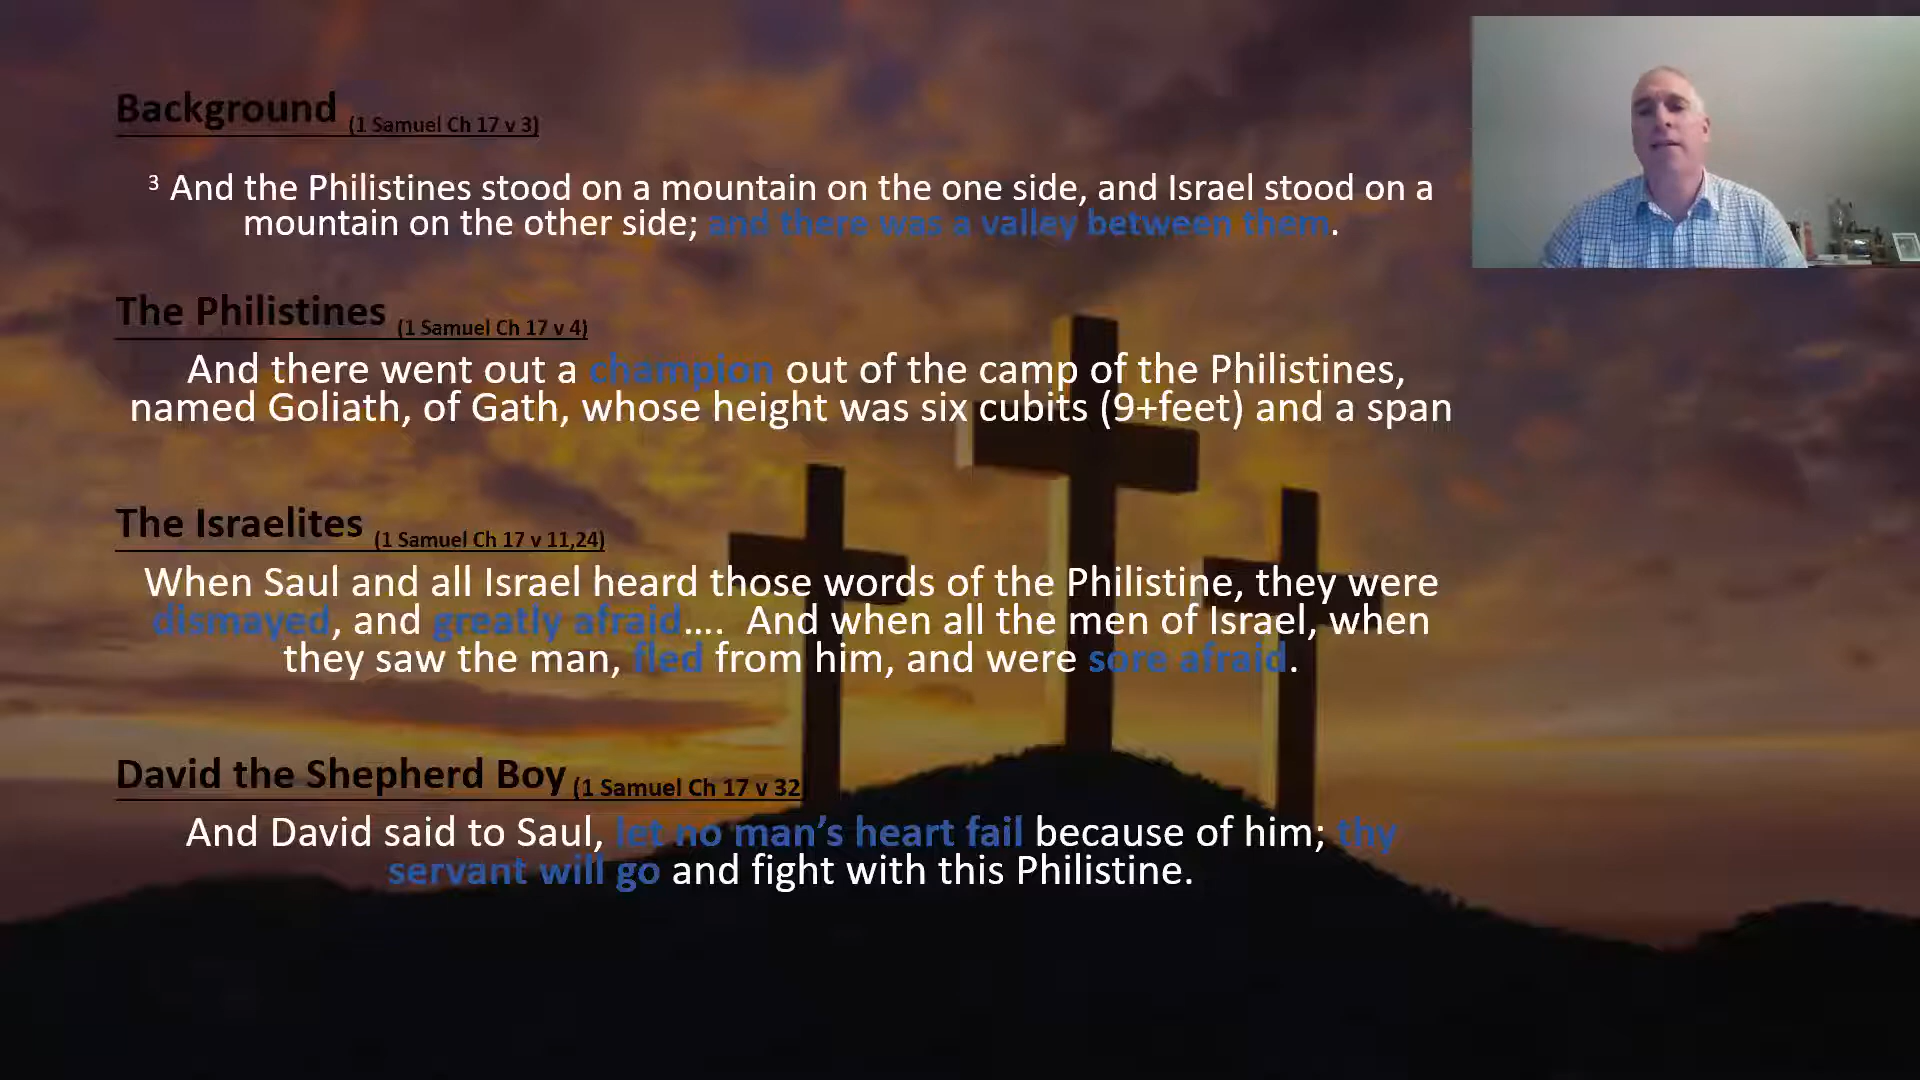 Background (1 Samuel Ch 17 v 3)
3 And the Philistines stood on a mountain on the one side, and Israel stood on a
mountain on the other side; and there was a valley between them.
The Philistines (1 Samuel Ch 17 v 4)
And there went out a champion out of the camp of the Philistines,
named Goliath, of Gath, whose height was six cubits (9+feet) and a span
The Israelites (1 Samuel Ch 17 v 11,24)
When Saul and all Israel heard those words of the Philistine, they were
dismayed, and greatly afraid…. And when all the men of Israel, when
they saw the man, fled from him, and were sore afraid.
David the Shepherd Boy (1 Samuel Ch 17 v 32
And David said to Saul, let no man’s heart fail because of him; thy
servant will go and fight with this Philistine.